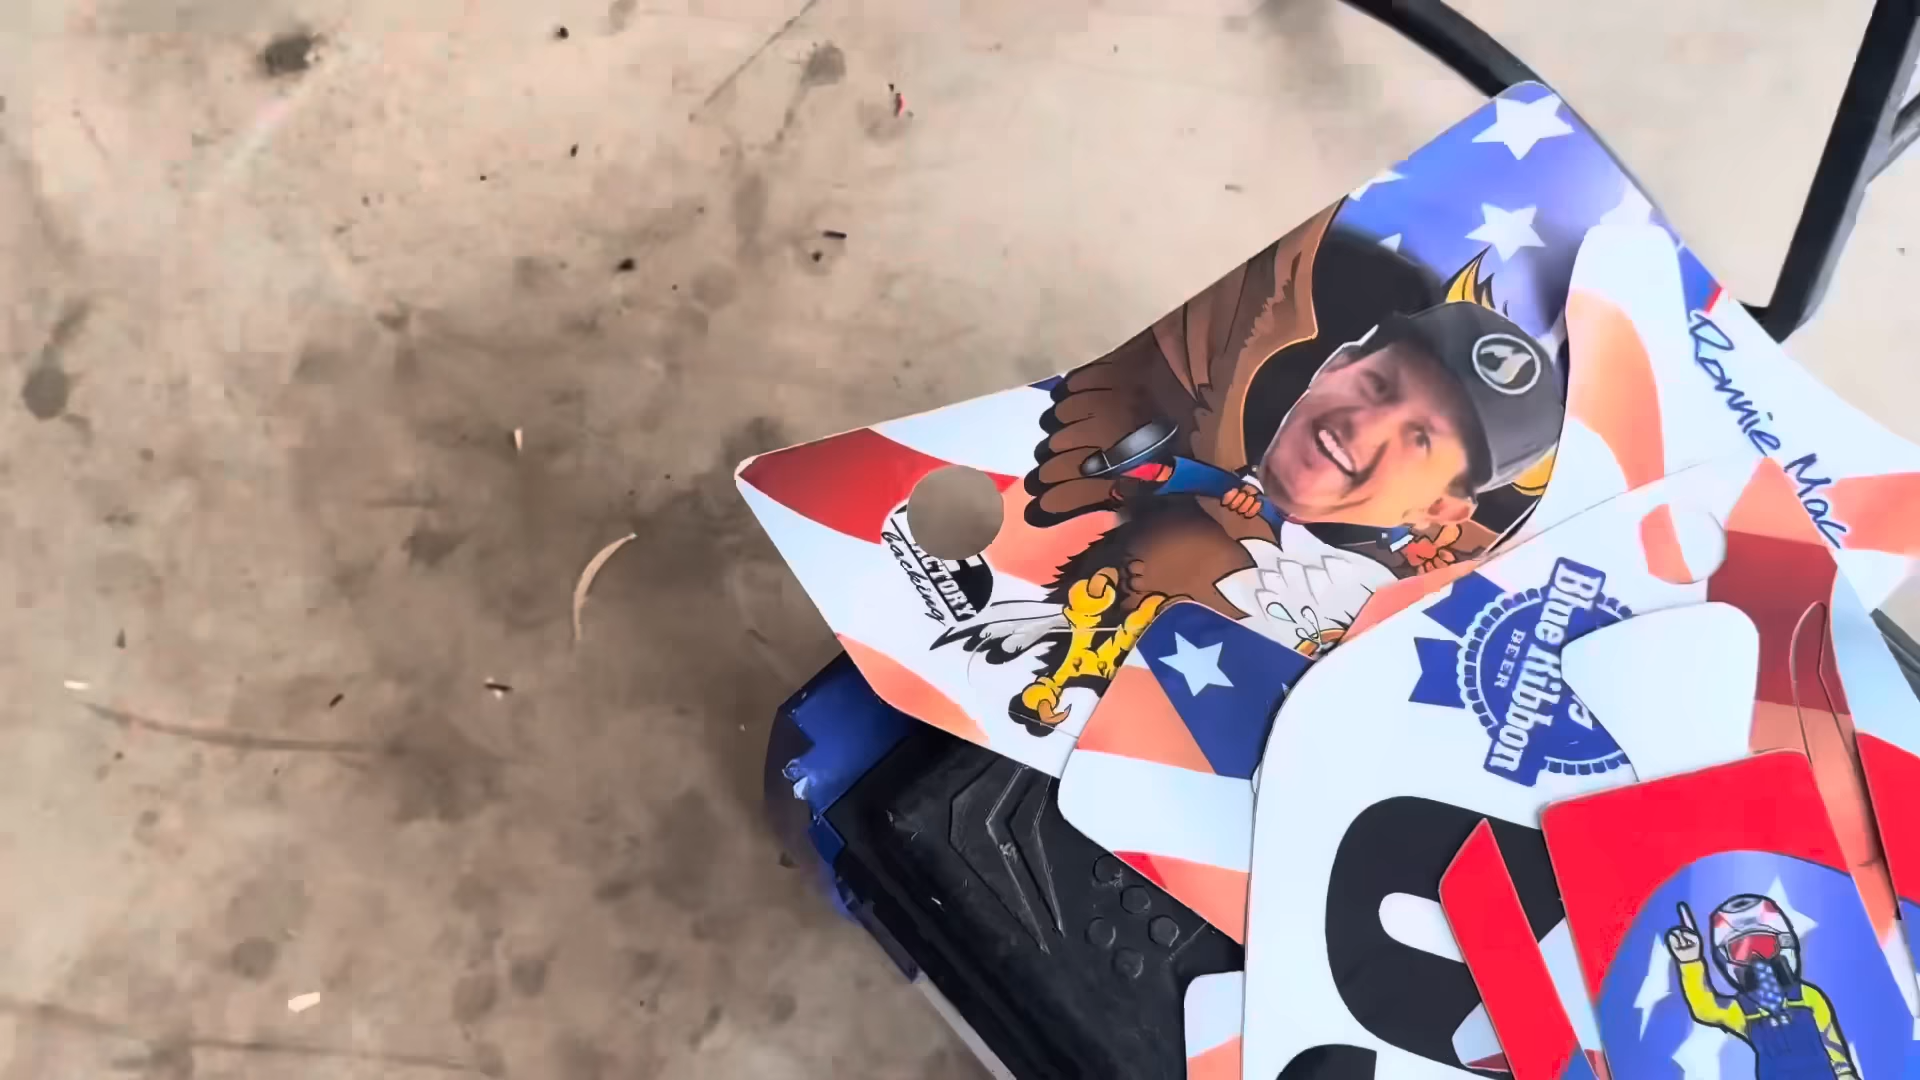 Ronnie Mac
FACTORY
backing
Blue Ribbon
BEER